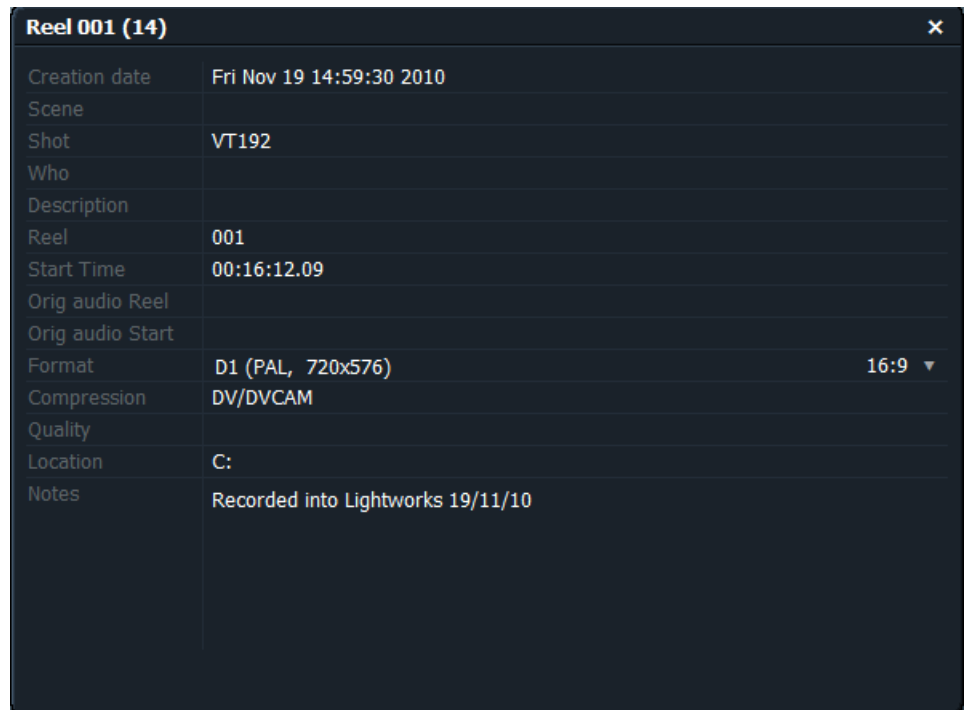 Reel 001 (14)
Creation date Fri Nov 19 14:59:30 2010
Scene
Shot VT192
Who
Description
Reel 001
Start Time 00:16:12.09
Orig audio Reel
Orig audio Start
Format D1 (PAL, 720x576) 16:9
Compression DV/DVCAM
Quality
Location C:
Notes Recorded into Lightworks 19/11/10